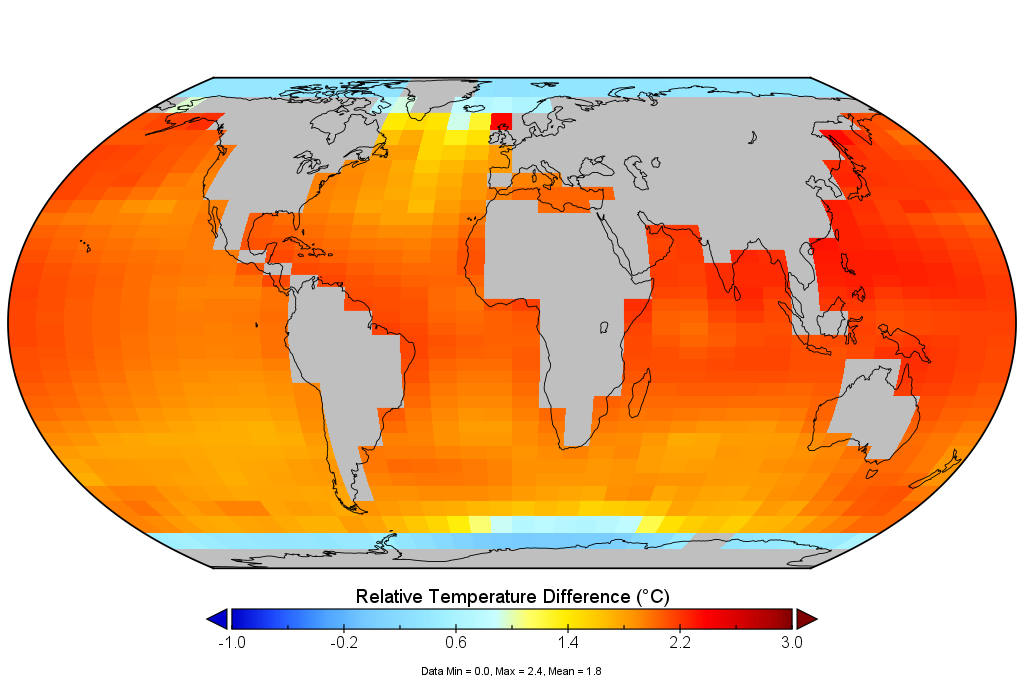 Relative Temperature Difference (°C)
-1.0 -0.2 0.6 1.4 2.2 3.0
Data Min = 0.0, Max = 2.4, Mean = 1.8